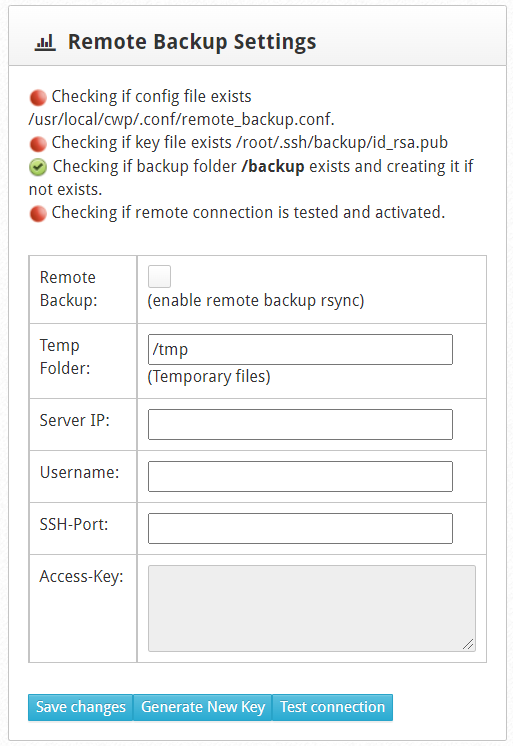 Remote Backup Settings
Checking if config file exists
/usr/local/cwp/.conf/remote_backup.conf.
Checking if key file exists /root/.ssh/backup/id_rsa.pub
Checking if backup folder /backup exists and creating it if
not exists.
Checking if remote connection is tested and activated.
Remote
Backup:
(enable remote backup rsync)
Temp
Folder:
/tmp
(Temporary files)
Server IP:
Username:
SSH-Port:
Access-Key:
Save changes
Generate New Key
Test connection